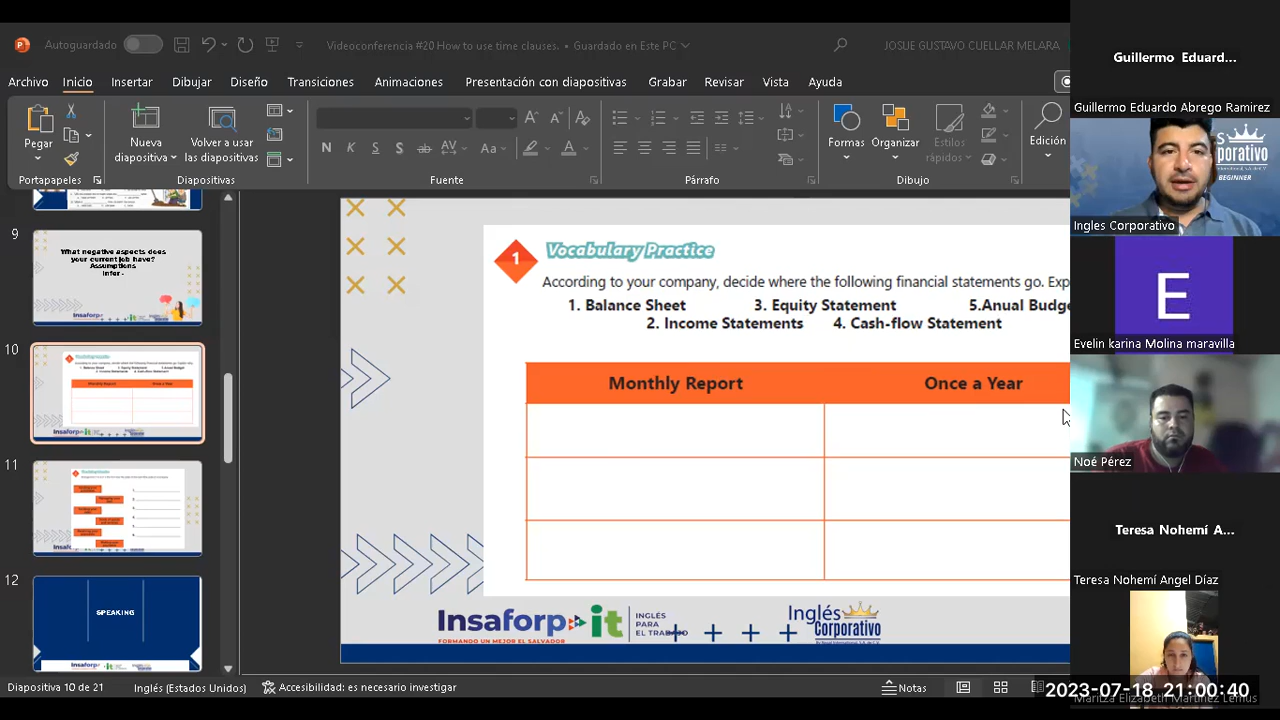 Autoguardado
Videoconferencia #20 How to use time clauses. • Guardado en Este PC
JOSUE GUSTAVO CUELLAR MELARA
Archivo Inicio Insertar Dibujar Diseño Transiciones Animaciones Presentación con diapositivas Grabar Revisar Vista Ayuda
Pegar
Nueva diapositiva
Volver a usar las diapositivas
Formas
Organizar
Estilos rápidos
Edición
Portapapeles
Diapositivas
Fuente
Párrafo
Dibujo
9
What negative aspects does
your current job have?
Assumptions
Infer -
10
11
12
SPEAKING
1
Vocabulary Practice
According to your company, decide where the following financial statements go. Exp
1. Balance Sheet 3. Equity Statement 5.Anual Budge
2. Income Statements 4. Cash-flow Statement
Monthly Report Once a Year
Insaforp it
FORMANDO UN MEJOR EL SALVADOR
INGLÉS
PARA
EL TRABAJO
Inglés
Corporativo
Diapositiva 10 de 21
Inglés (Estados Unidos)
Accesibilidad: es necesario investigar
Notas
Guillermo Eduard...
Guillermo Eduardo Abrego Ramirez
BEGINNER
Ingles Corporativo
E
Evelin karina Molina maravilla
Noé Pérez
Teresa Nohemí A...
Teresa Nohemí Angel Díaz
2023-07-18 21:00:40
Maritza Elizabeth Martínez Lemus